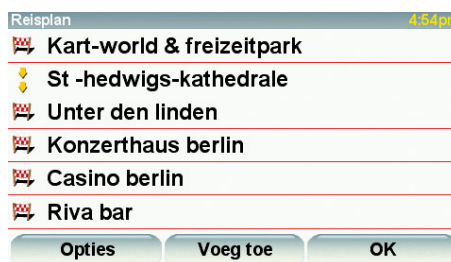 Reisplan 4:54pm
Kart-world & freizeitpark
St -hedwigs-kathedrale
Unter den linden
Konzerthaus berlin
Casino berlin
Riva bar
Opties Voeg toe OK